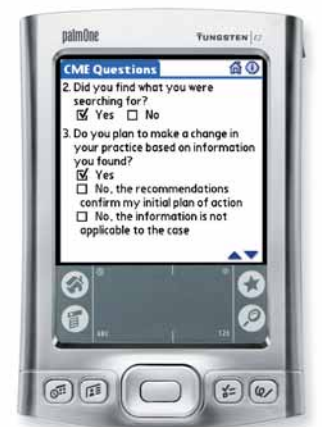 palmOne
TUNGSTEN E2
CME Questions
2. Did you find what you were
searching for?
Yes No
3. Do you plan to make a change in
your practice based on information
you found?
Yes
No, the recommendations
confirm my initial plan of action
No, the information is not
applicable to the case
ABC 123